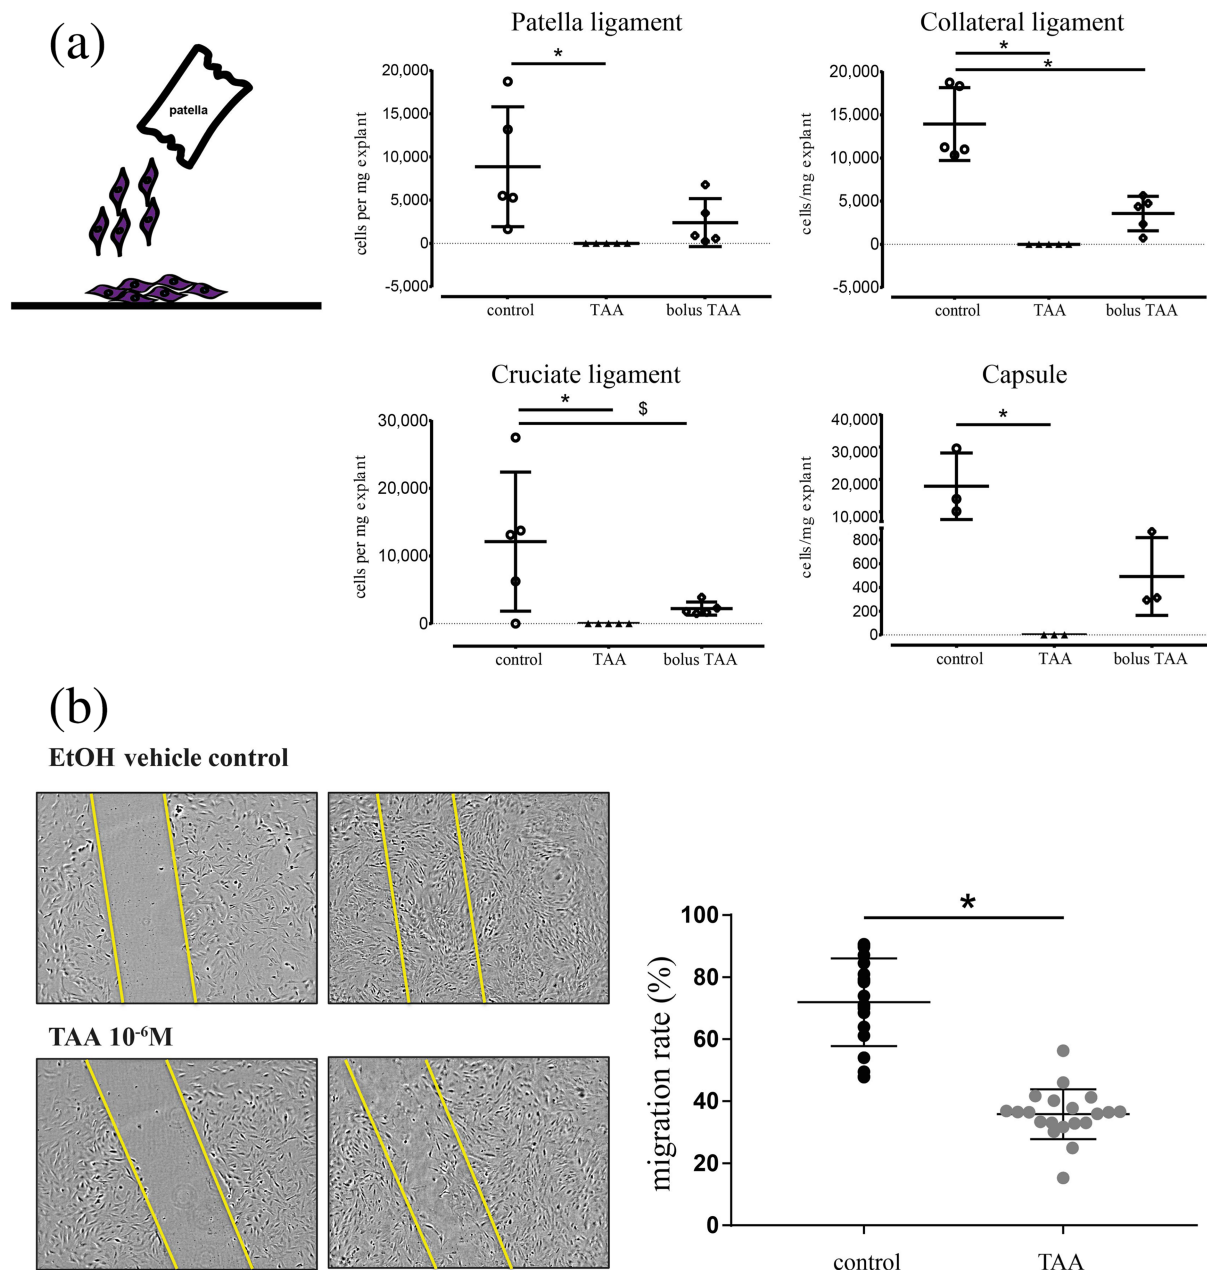 (a)
patella
Patella ligament
*
cells per mg explant
20,000
15,000
10,000
5,000
0
-5,000
control TAA bolus TAA
Collateral ligament
*
*
cells/mg explant
20,000
15,000
10,000
5,000
0
-5,000
control TAA bolus TAA
Cruciate ligament
*
$
cells per mg explant
30,000
20,000
10,000
0
control TAA bolus TAA
Capsule
*
cells/mg explant
40,000
30,000
20,000
10,000
800
600
400
200
0
control TAA bolus TAA
(b)
EtOH vehicle control
TAA 10⁻⁶M
*
migration rate (%)
100
80
60
40
20
0
control TAA